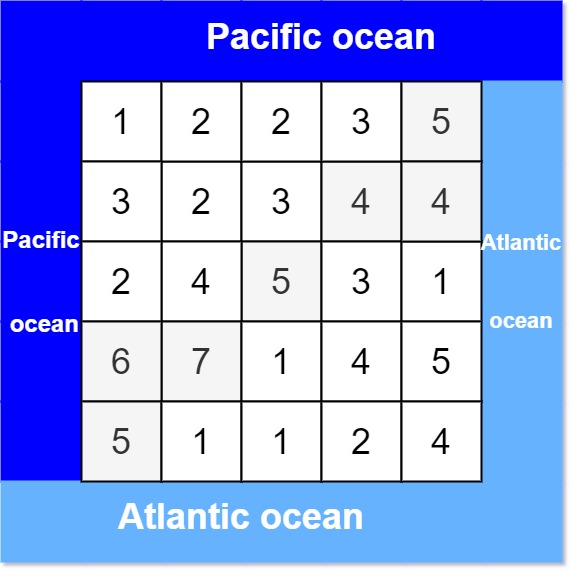 Pacific ocean
1 2 2 3 5
3 2 3 4 4
Pacific
Atlantic
2 4 5 3 1
ocean
ocean
6 7 1 4 5
5 1 1 2 4
Atlantic ocean